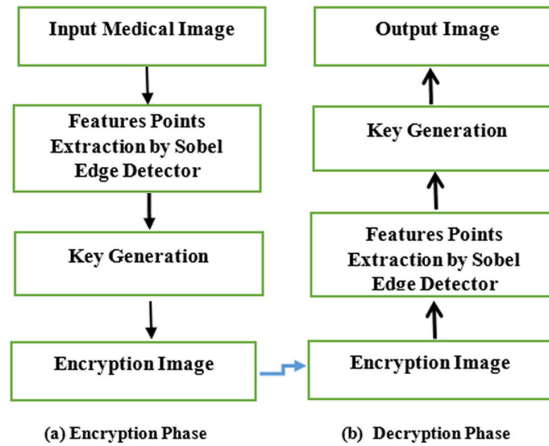 Input Medical Image
Features Points
Extraction by Sobel
Edge Detector
Key Generation
Encryption Image
(a) Encryption Phase
Output Image
Key Generation
Features Points
Extraction by Sobel
Edge Detector
Encryption Image
(b) Decryption Phase